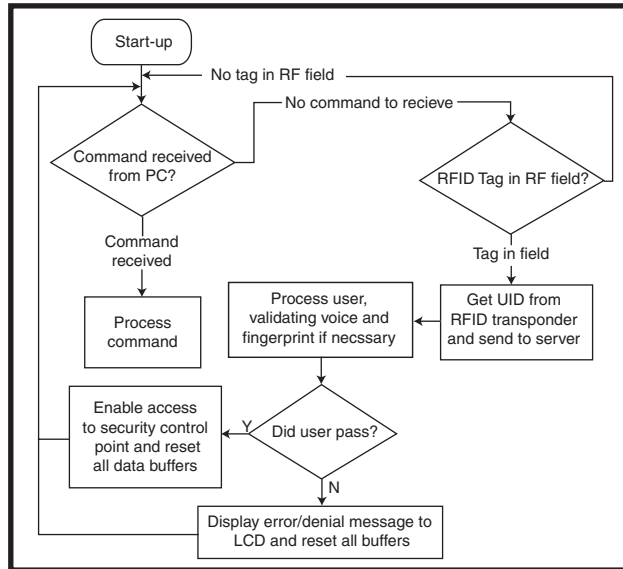 Start-up
No tag in RF field
No command to recieve
Command received
from PC?
RFID Tag in RF field?
Command
received
Tag in field
Process
command
Process user,
validating voice and
fingerprint if necssary
Get UID from
RFID transponder
and send to server
Enable access
to security control
point and reset
all data buffers
Y
Did user pass?
N
Display error/denial message to
LCD and reset all buffers